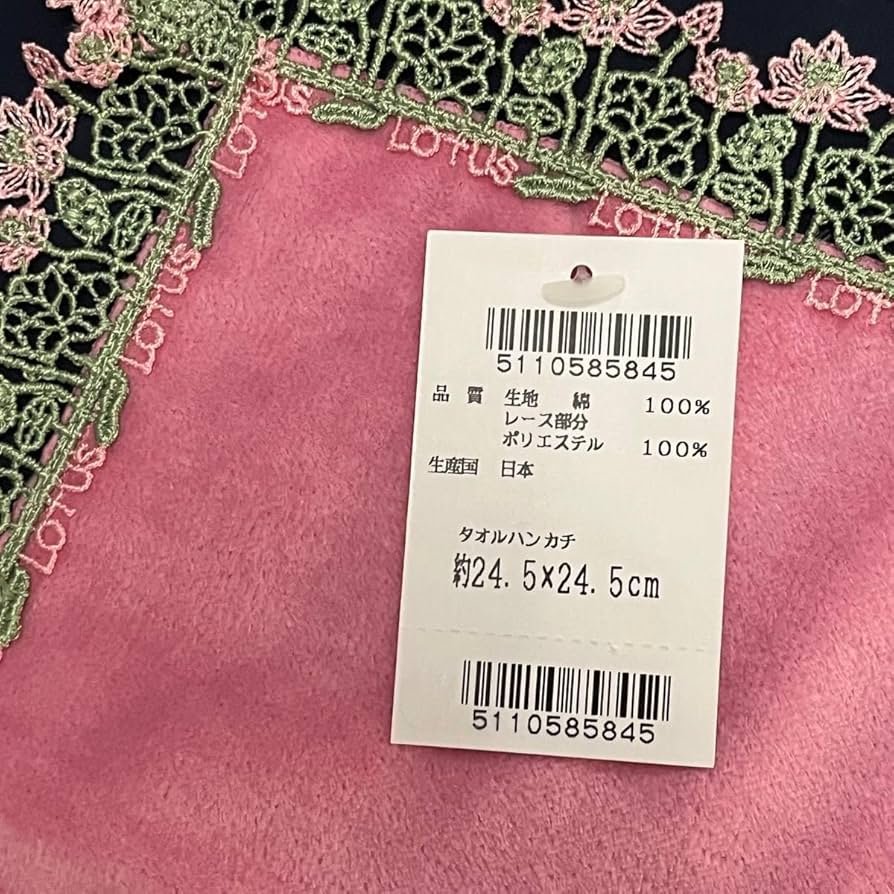 LOTUS
LOTUS
LOTUS
LOT
LOTUS
LOTUS
5110585845
品 質 生地 綿 100%
レース部分
ポリエステル 100%
生産国 日本
タオルハンカチ
約24.5×24.5cm
5110585845